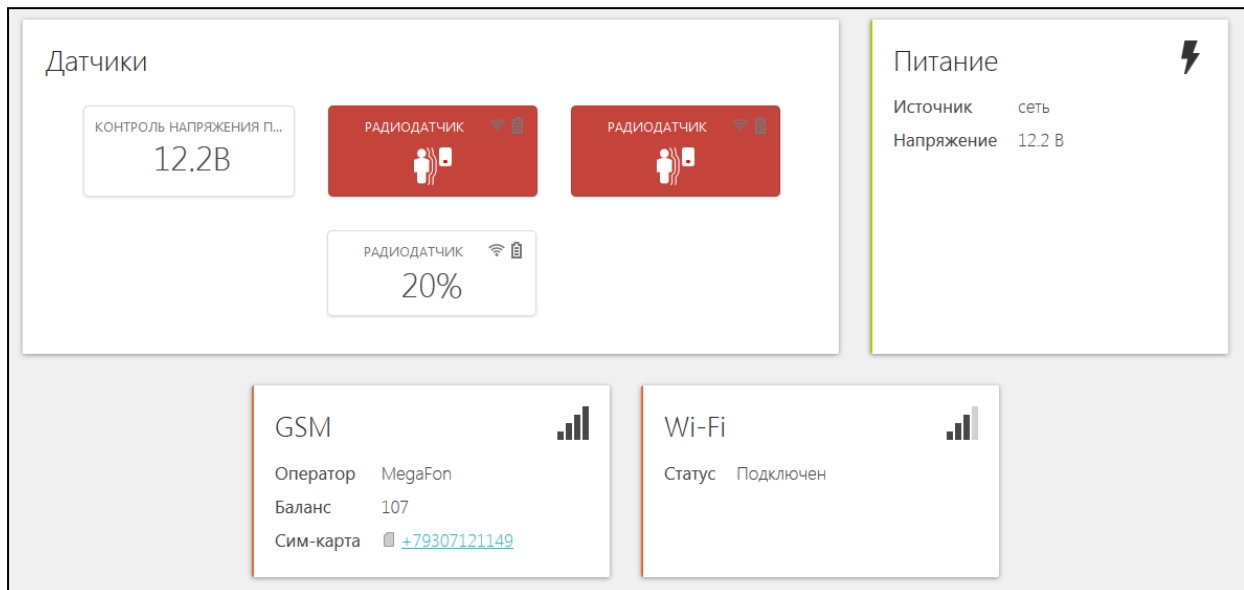 Датчики
КОНТРОЛЬ НАПРЯЖЕНИЯ П...
12.2В
РАДИОДАТЧИК
РАДИОДАТЧИК
РАДИОДАТЧИК
20%
Питание
Источник сеть
Напряжение 12.2 В
GSM
Оператор MegaFon
Баланс 107
Сим-карта +79307121149
Wi-Fi
Статус Подключен